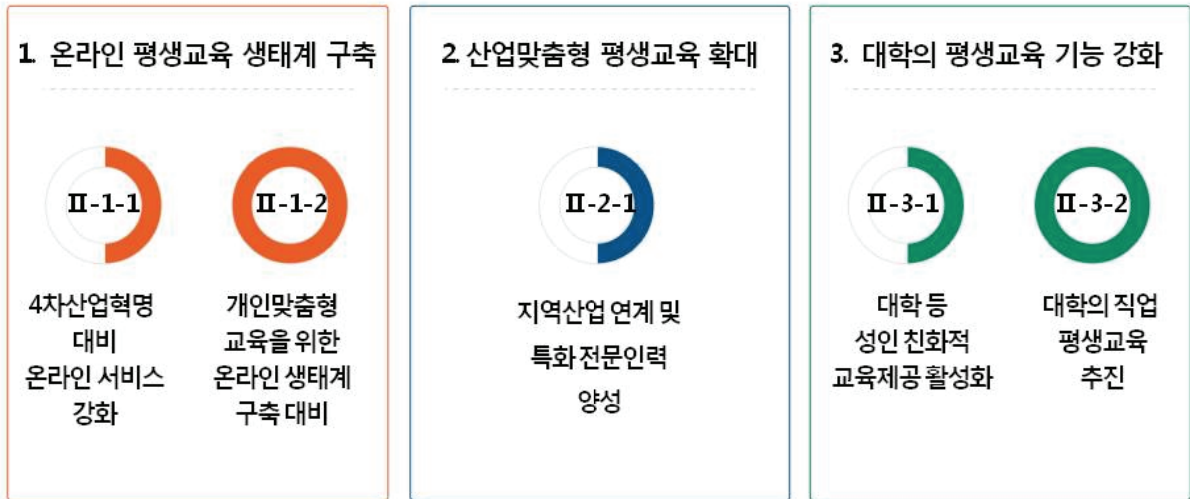 1. 온라인 평생교육 생태계 구축
II-1-1
4차산업혁명
대비
온라인 서비스
강화
II-1-2
개인맞춤형
교육을 위한
온라인 생태계
구축 대비
2. 산업맞춤형 평생교육 확대
II-2-1
지역산업 연계 및
특화 전문인력
양성
3. 대학의 평생교육 기능 강화
II-3-1
대학 등
성인 친화적
교육제공 활성화
II-3-2
대학의 직업
평생교육
추진